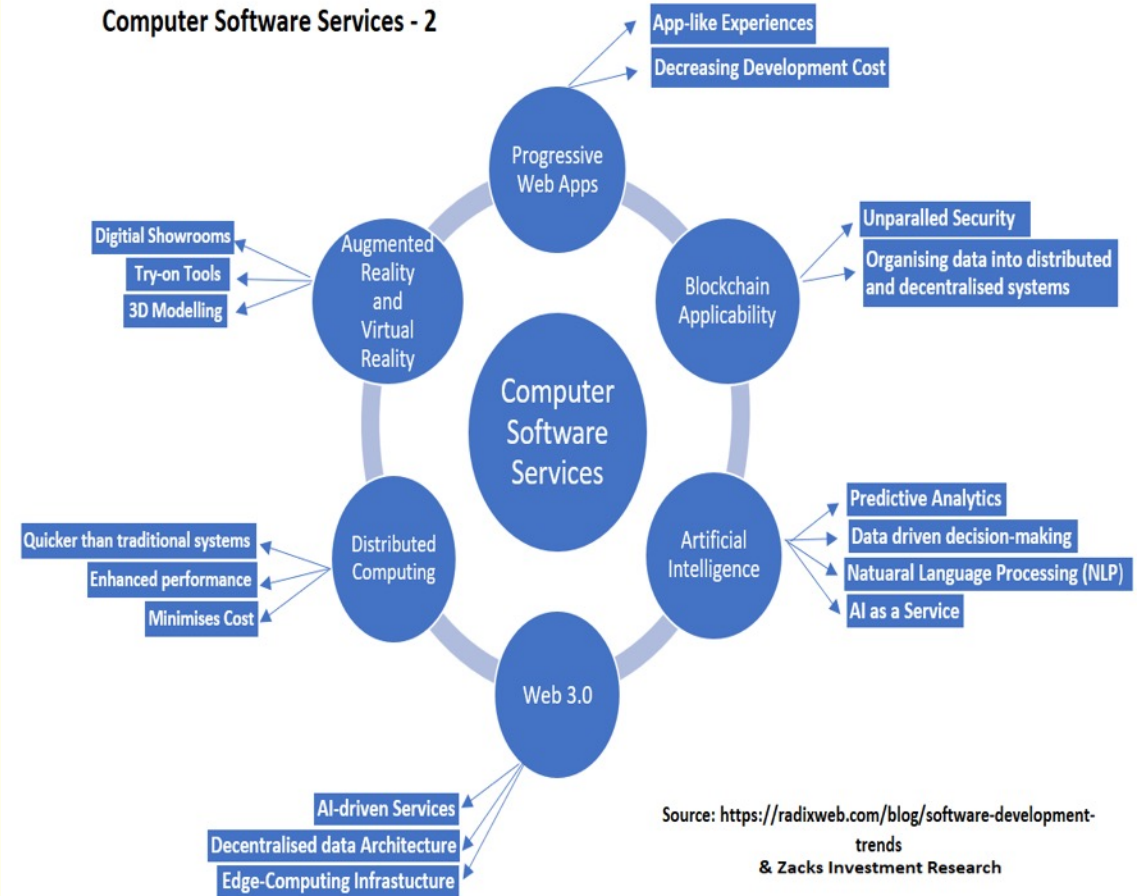 Computer Software Services - 2
App-like Experiences
Decreasing Development Cost
Progressive
Web Apps
Unparalled Security
Organising data into distributed
and decentralised systems
Blockchain
Applicability
Digitial Showrooms
Try-on Tools
3D Modelling
Augmented
Reality
and
Virtual
Reality
Computer
Software
Services
Predictive Analytics
Data driven decision-making
Natuaral Language Processing (NLP)
AI as a Service
Artificial
Intelligence
Quicker than traditional systems
Enhanced performance
Minimises Cost
Distributed
Computing
Web 3.0
AI-driven Services
Decentralised data Architecture
Edge-Computing Infrastucture
Source: https://radixweb.com/blog/software-development-
trends
& Zacks Investment Research